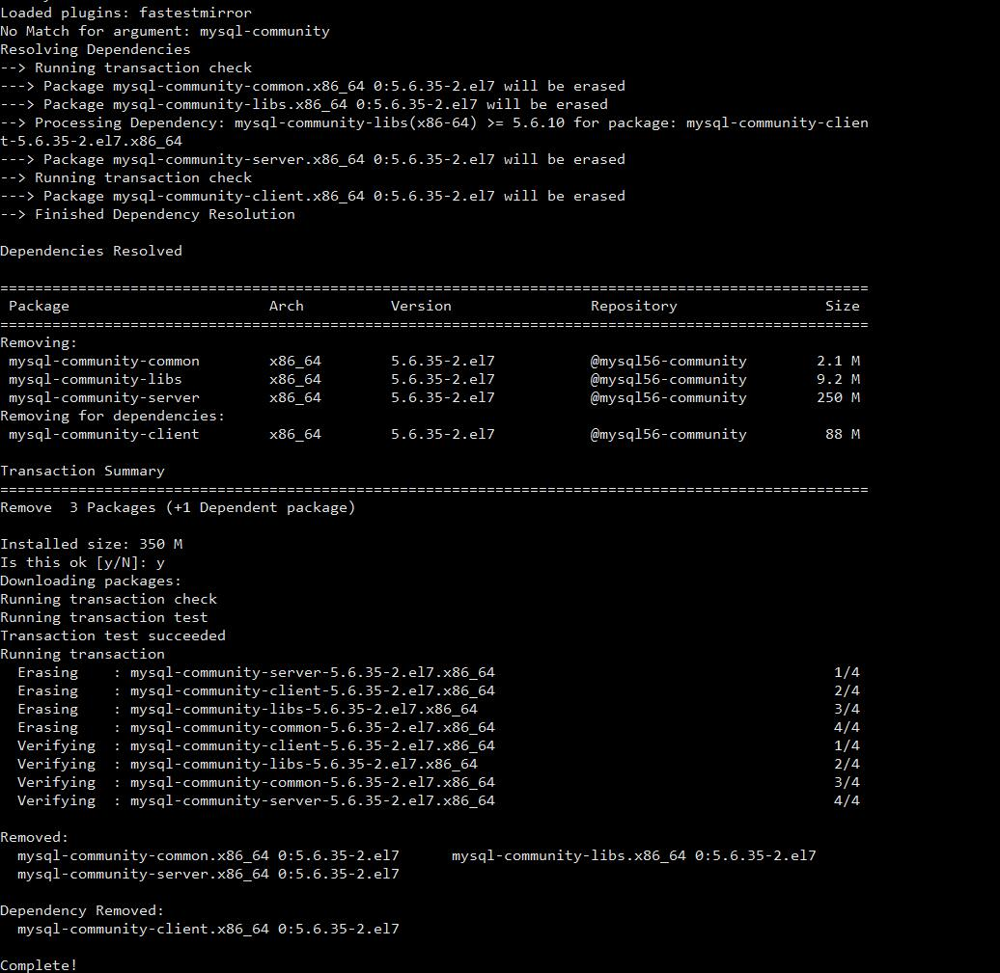 Loaded plugins: fastestmirror
No Match for argument: mysql-community
Resolving Dependencies
--> Running transaction check
---> Package mysql-community-common.x86_64 0:5.6.35-2.el7 will be erased
---> Package mysql-community-libs.x86_64 0:5.6.35-2.el7 will be erased
--> Processing Dependency: mysql-community-libs(x86-64) >= 5.6.10 for package: mysql-community-clien
t-5.6.35-2.el7.x86_64
---> Package mysql-community-server.x86_64 0:5.6.35-2.el7 will be erased
--> Running transaction check
---> Package mysql-community-client.x86_64 0:5.6.35-2.el7 will be erased
--> Finished Dependency Resolution

Dependencies Resolved

====================================================================================================
 Package                       Arch          Version                Repository                 Size
====================================================================================================
Removing:
 mysql-community-common        x86_64        5.6.35-2.el7           @mysql56-community        2.1 M
 mysql-community-libs          x86_64        5.6.35-2.el7           @mysql56-community        9.2 M
 mysql-community-server        x86_64        5.6.35-2.el7           @mysql56-community        250 M
Removing for dependencies:
 mysql-community-client        x86_64        5.6.35-2.el7           @mysql56-community         88 M

Transaction Summary
====================================================================================================
Remove  3 Packages (+1 Dependent package)

Installed size: 350 M
Is this ok [y/N]: y
Downloading packages:
Running transaction check
Running transaction test
Transaction test succeeded
Running transaction
  Erasing    : mysql-community-server-5.6.35-2.el7.x86_64                                       1/4
  Erasing    : mysql-community-client-5.6.35-2.el7.x86_64                                       2/4
  Erasing    : mysql-community-libs-5.6.35-2.el7.x86_64                                         3/4
  Erasing    : mysql-community-common-5.6.35-2.el7.x86_64                                       4/4
  Verifying  : mysql-community-client-5.6.35-2.el7.x86_64                                       1/4
  Verifying  : mysql-community-libs-5.6.35-2.el7.x86_64                                         2/4
  Verifying  : mysql-community-common-5.6.35-2.el7.x86_64                                       3/4
  Verifying  : mysql-community-server-5.6.35-2.el7.x86_64                                       4/4

Removed:
  mysql-community-common.x86_64 0:5.6.35-2.el7      mysql-community-libs.x86_64 0:5.6.35-2.el7
  mysql-community-server.x86_64 0:5.6.35-2.el7

Dependency Removed:
  mysql-community-client.x86_64 0:5.6.35-2.el7

Complete!